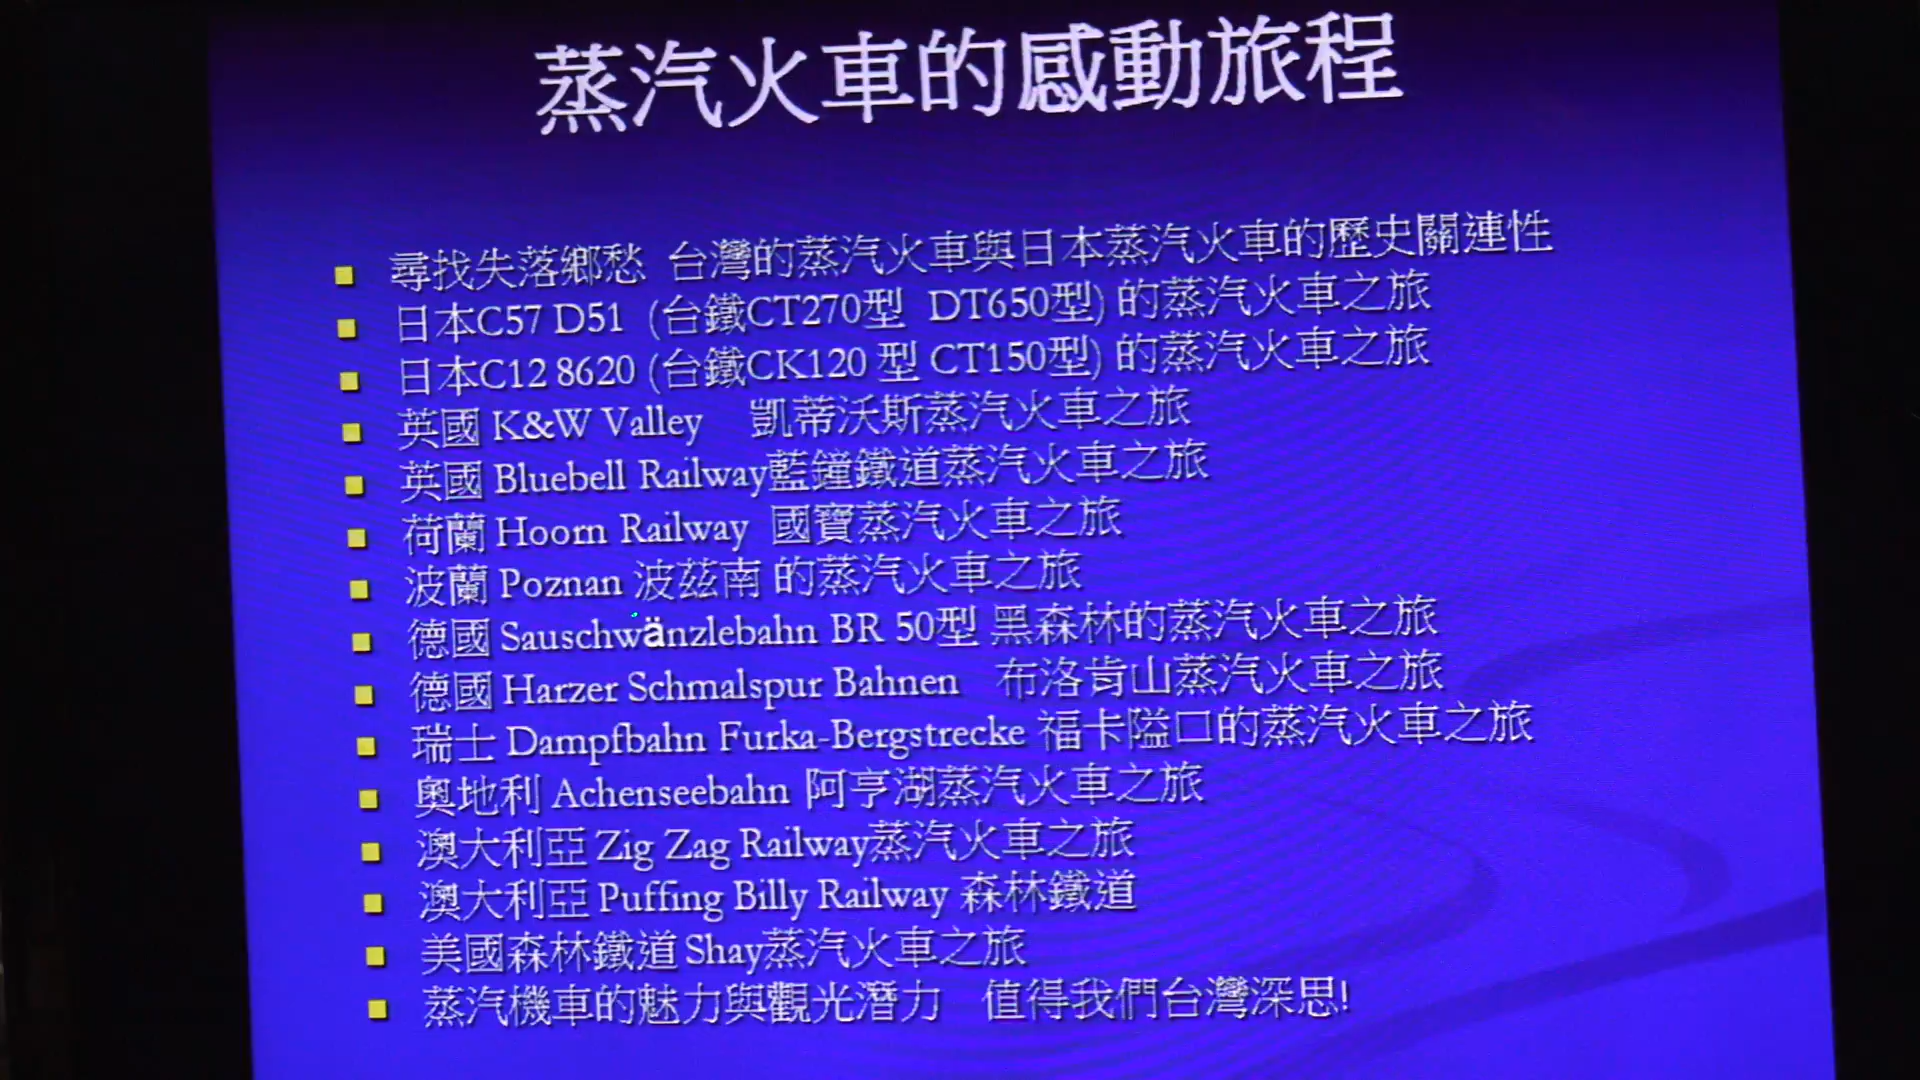 蒸汽火車的感動旅程
尋找失落鄉愁 台灣的蒸汽火車與日本蒸汽火車的歷史關連性
日本C57 D51 (台鐵CT270型 DT650型) 的蒸汽火車之旅
日本C12 8620 (台鐵CK120 型 CT150型) 的蒸汽火車之旅
英國 K&W Valley 凱蒂沃斯蒸汽火車之旅
英國 Bluebell Railway藍鐘鐵道蒸汽火車之旅
荷蘭 Hoorn Railway 國寶蒸汽火車之旅
波蘭 Poznan 波茲南 的蒸汽火車之旅
德國 Sauschwänzlebahn BR 50型 黑森林的蒸汽火車之旅
德國 Harzer Schmalspur Bahnen 布洛肯山蒸汽火車之旅
瑞士 Dampfbahn Furka-Bergstrecke 福卡隘口的蒸汽火車之旅
奧地利 Achenseebahn 阿亨湖蒸汽火車之旅
澳大利亞 Zig Zag Railway蒸汽火車之旅
澳大利亞 Puffing Billy Railway 森林鐵道
美國森林鐵道 Shay蒸汽火車之旅
蒸汽機車的魅力與觀光潛力 值得我們台灣深思!